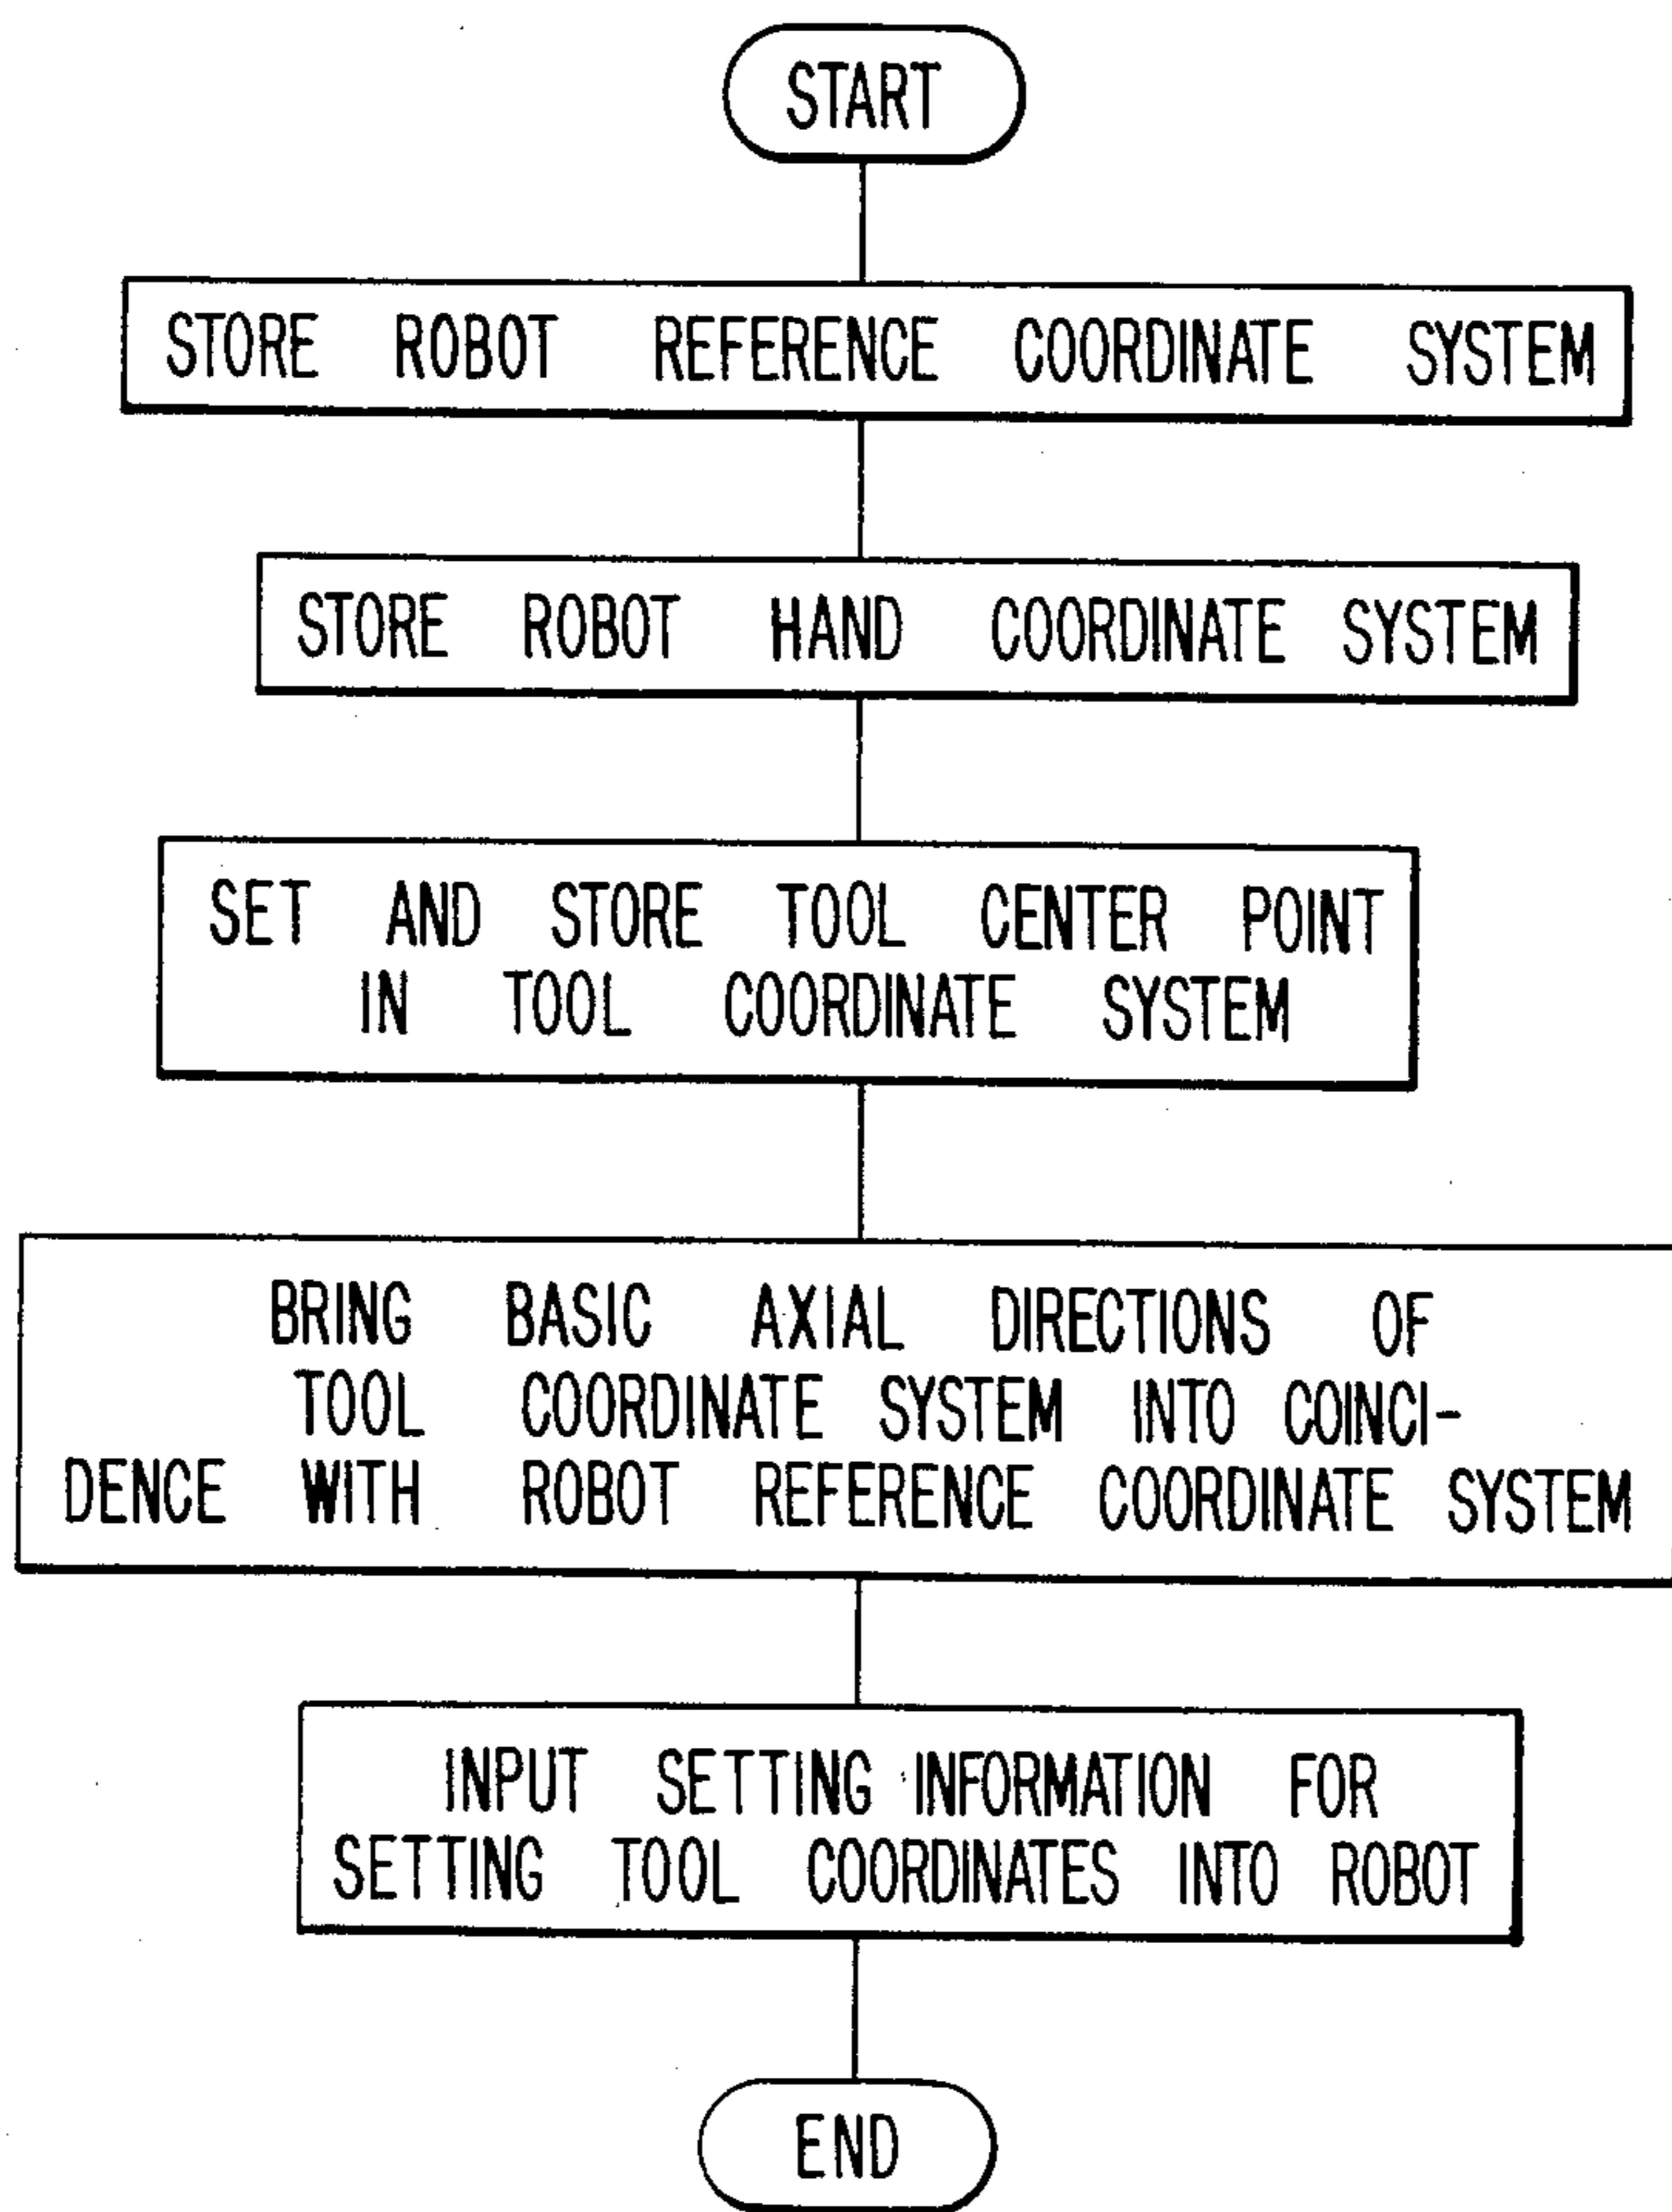 START
STORE ROBOT REFERENCE COORDINATE SYSTEM
STORE ROBOT HAND COORDINATE SYSTEM
SET AND STORE TOOL CENTER POINT
IN TOOL COORDINATE SYSTEM
BRING BASIC AXIAL DIRECTIONS OF
TOOL COORDINATE SYSTEM INTO COINCI-
DENCE WITH ROBOT REFERENCE COORDINATE SYSTEM
INPUT SETTING INFORMATION FOR
SETTING TOOL COORDINATES INTO ROBOT
END